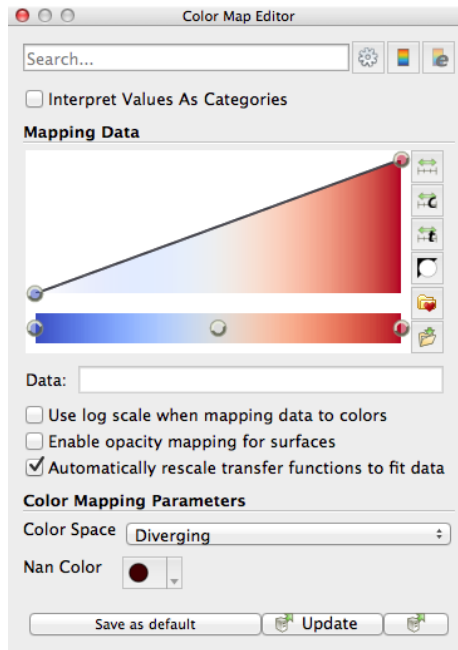 Color Map Editor
Search...
e
Interpret Values As Categories
Mapping Data
c
t
Data:
Use log scale when mapping data to colors
Enable opacity mapping for surfaces
Automatically rescale transfer functions to fit data
Color Mapping Parameters
Color Space Diverging
Nan Color
Save as default Update